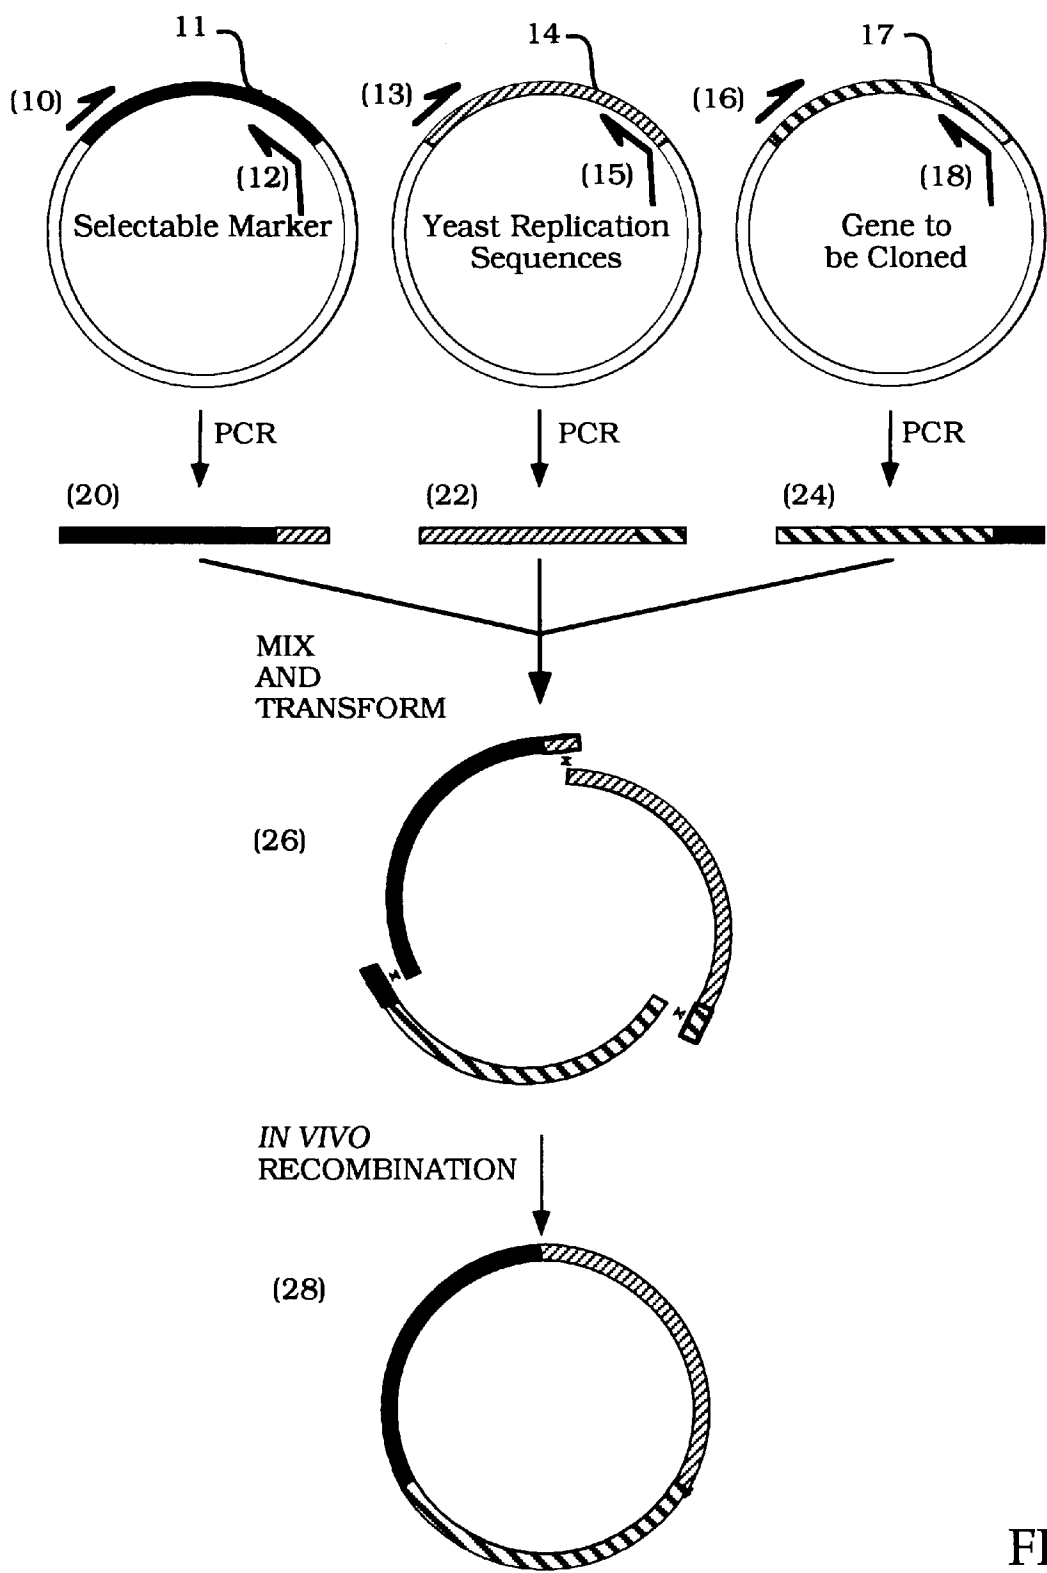 11
14
17
(10)
(13)
(16)
(12)
(15)
(18)
Selectable Marker
Yeast Replication
Sequences
Gene to
be Cloned
PCR
PCR
PCR
(20)
(22)
(24)
MIX
AND
TRANSFORM
(26)
IN VIVO
RECOMBINATION
(28)